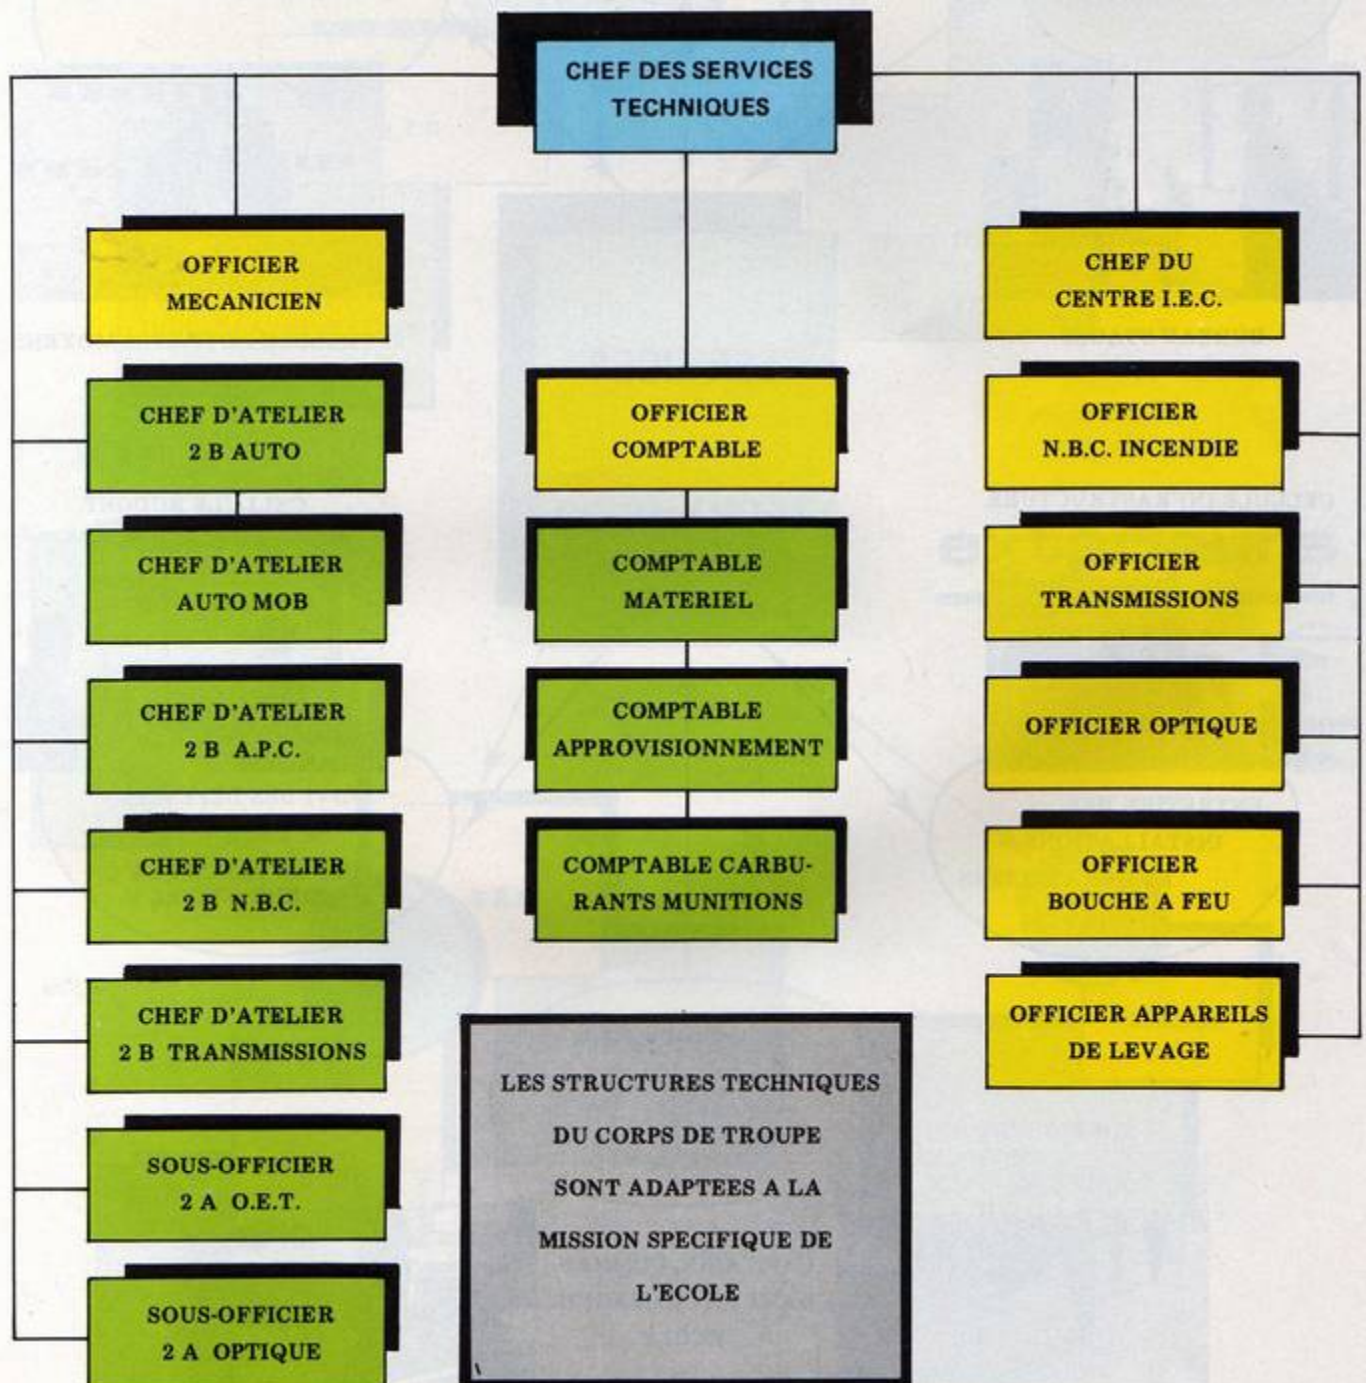 CHEF DES SERVICES
TECHNIQUES
OFFICIER
MECANICIEN
CHEF D'ATELIER
2 B AUTO
CHEF D'ATELIER
AUTO MOB
CHEF D'ATELIER
2 B A.P.C.
CHEF D'ATELIER
2 B N.B.C.
CHEF D'ATELIER
2 B TRANSMISSIONS
SOUS-OFFICIER
2 A O.E.T.
SOUS-OFFICIER
2 A OPTIQUE
OFFICIER
COMPTABLE
COMPTABLE
MATERIEL
COMPTABLE
APPROVISIONNEMENT
COMPTABLE CARBU-
RANTS MUNITIONS
LES STRUCTURES TECHNIQUES
DU CORPS DE TROUPE
SONT ADAPTEES A LA
MISSION SPECIFIQUE DE
L'ECOLE
CHEF DU
CENTRE I.E.C.
OFFICIER
N.B.C. INCENDIE
OFFICIER
TRANSMISSIONS
OFFICIER OPTIQUE
OFFICIER
BOUCHE A FEU
OFFICIER APPAREILS
DE LEVAGE